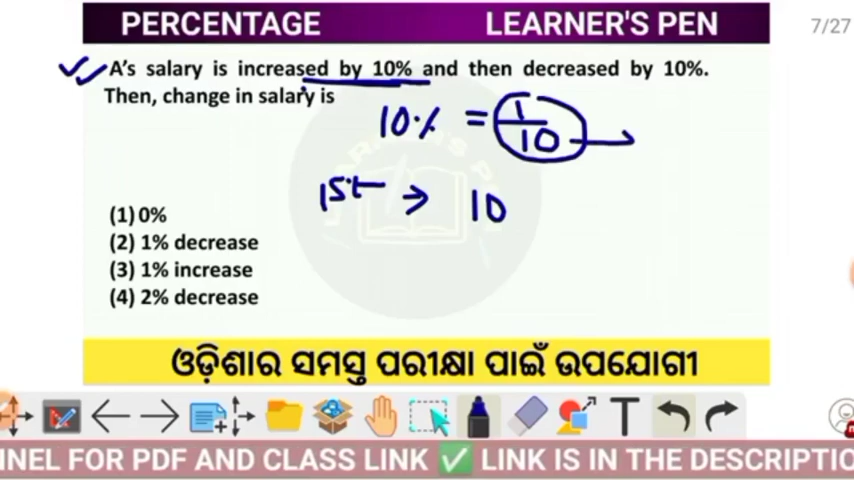 PERCENTAGE LEARNER'S PEN 7/27
A's salary is increased by 10% and then decreased by 10%.
Then, change in salary is
10% = 1/10 →
1st → 10
(1) 0%
(2) 1% decrease
(3) 1% increase
(4) 2% decrease
ଓଡ଼ିଶାର ସମସ୍ତ ପରୀକ୍ଷା ପାଇଁ ଉପଯୋଗୀ
T
NNEL FOR PDF AND CLASS LINK ✅ LINK IS IN THE DESCRIPTIO